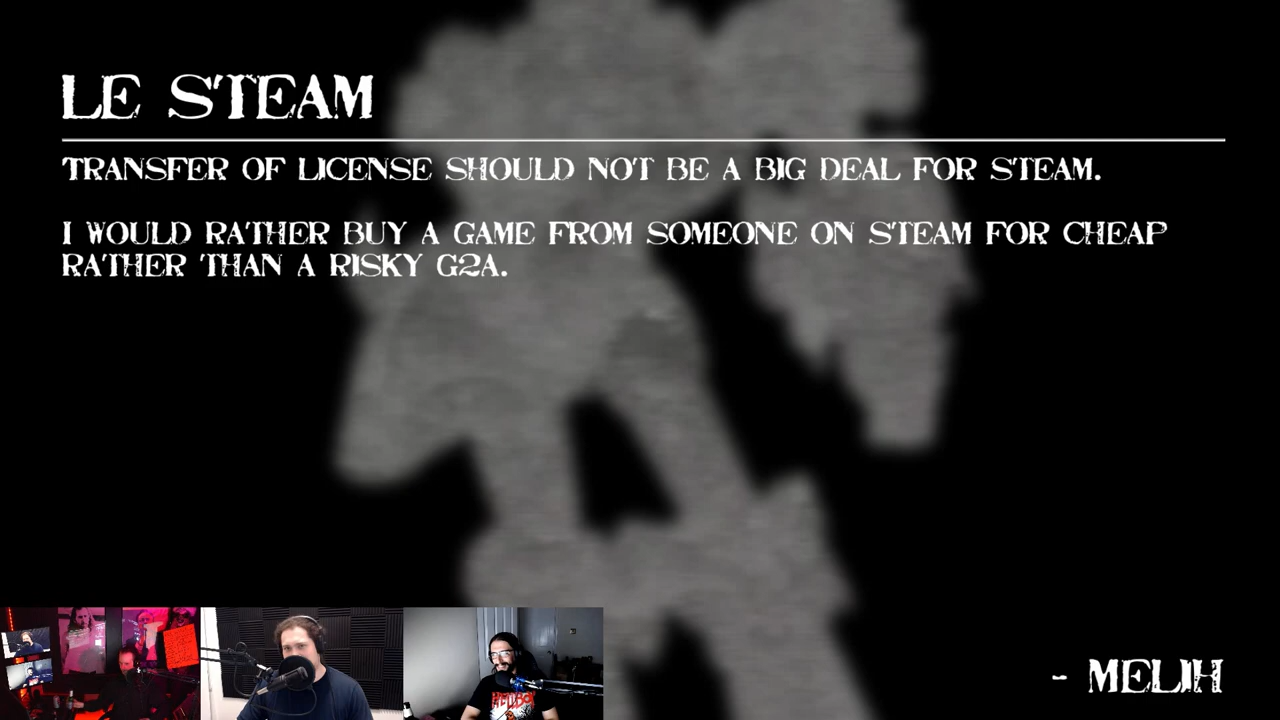 LE STEAM
TRANSFER OF LICENSE SHOULD NOT BE A BIG DEAL FOR STEAM.
I WOULD RATHER BUY A GAME FROM SOMEONE ON STEAM FOR CHEAP
RATHER THAN A RISKY G2A.
HELLBOY
- MELIH